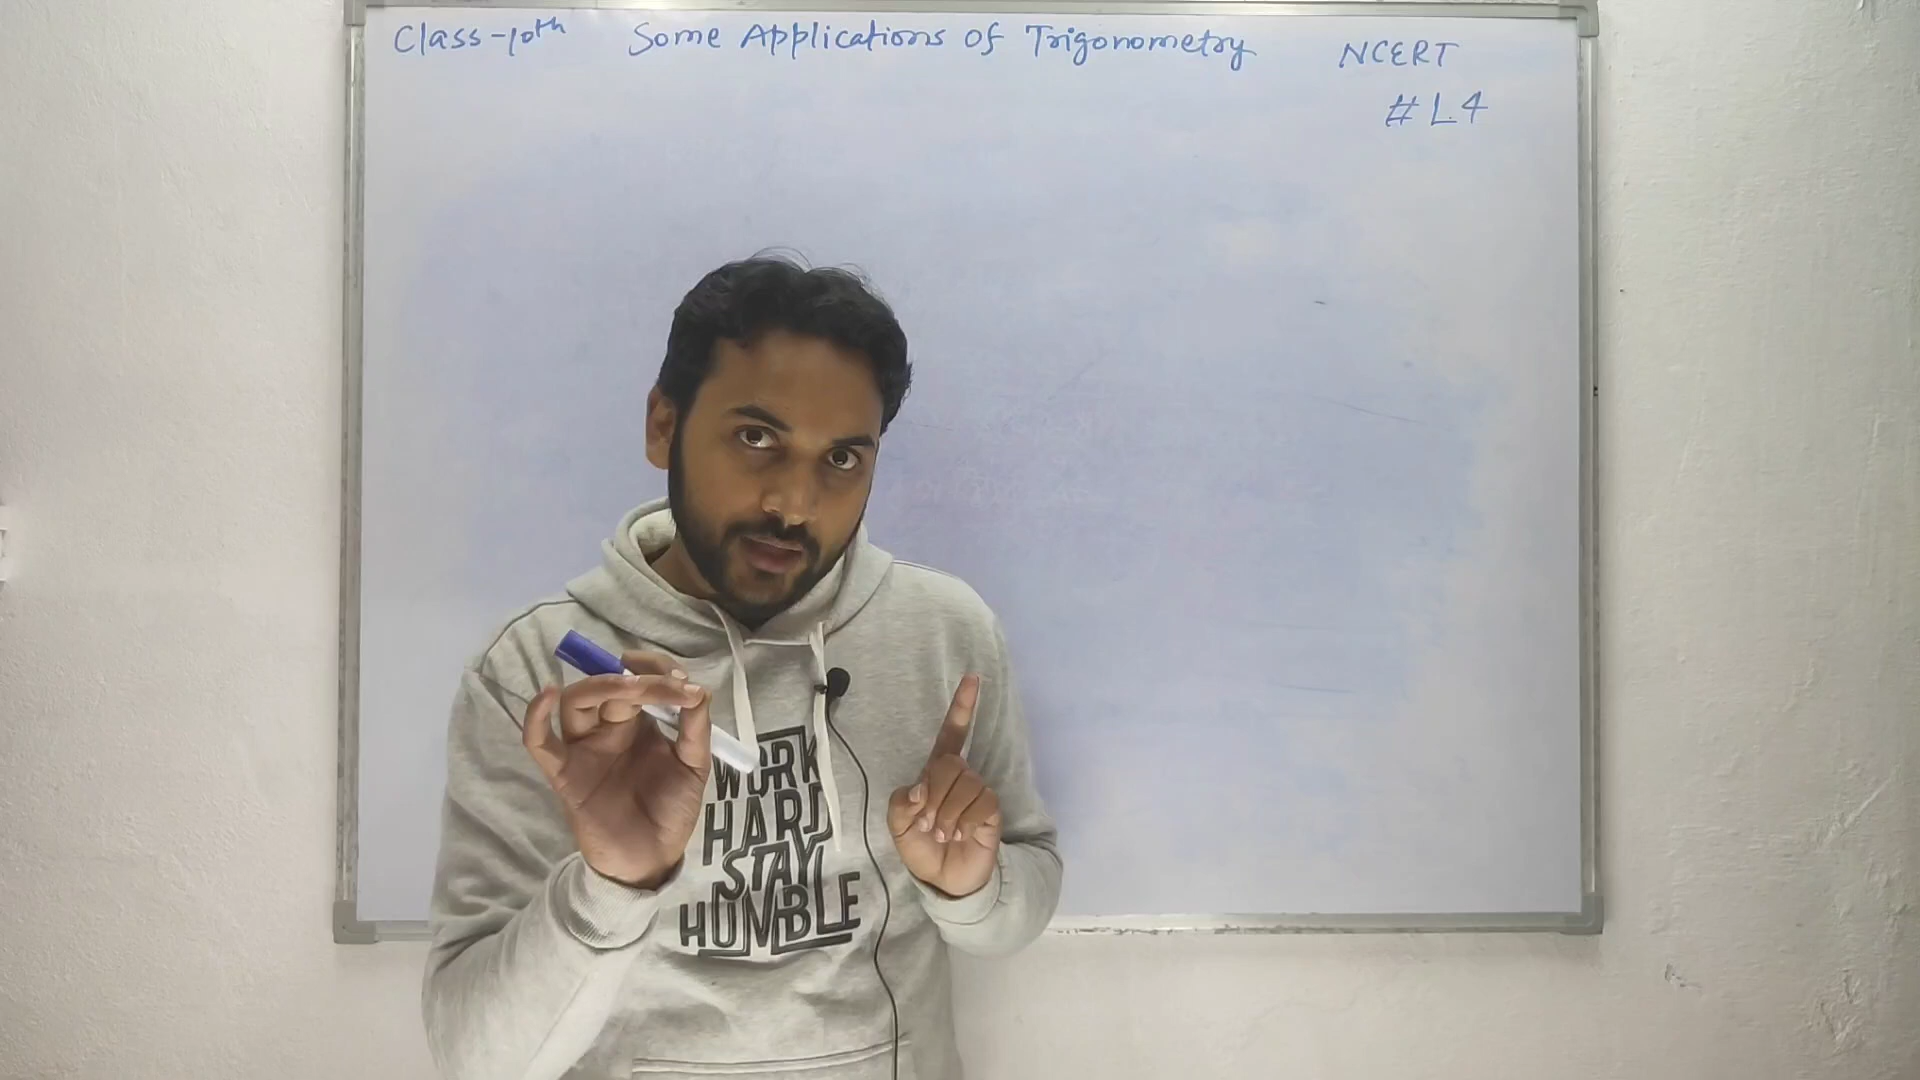 Class-10th Some Applications of Trigonometry NCERT
#L4
WORK
HARD
STAY
HUMBLE